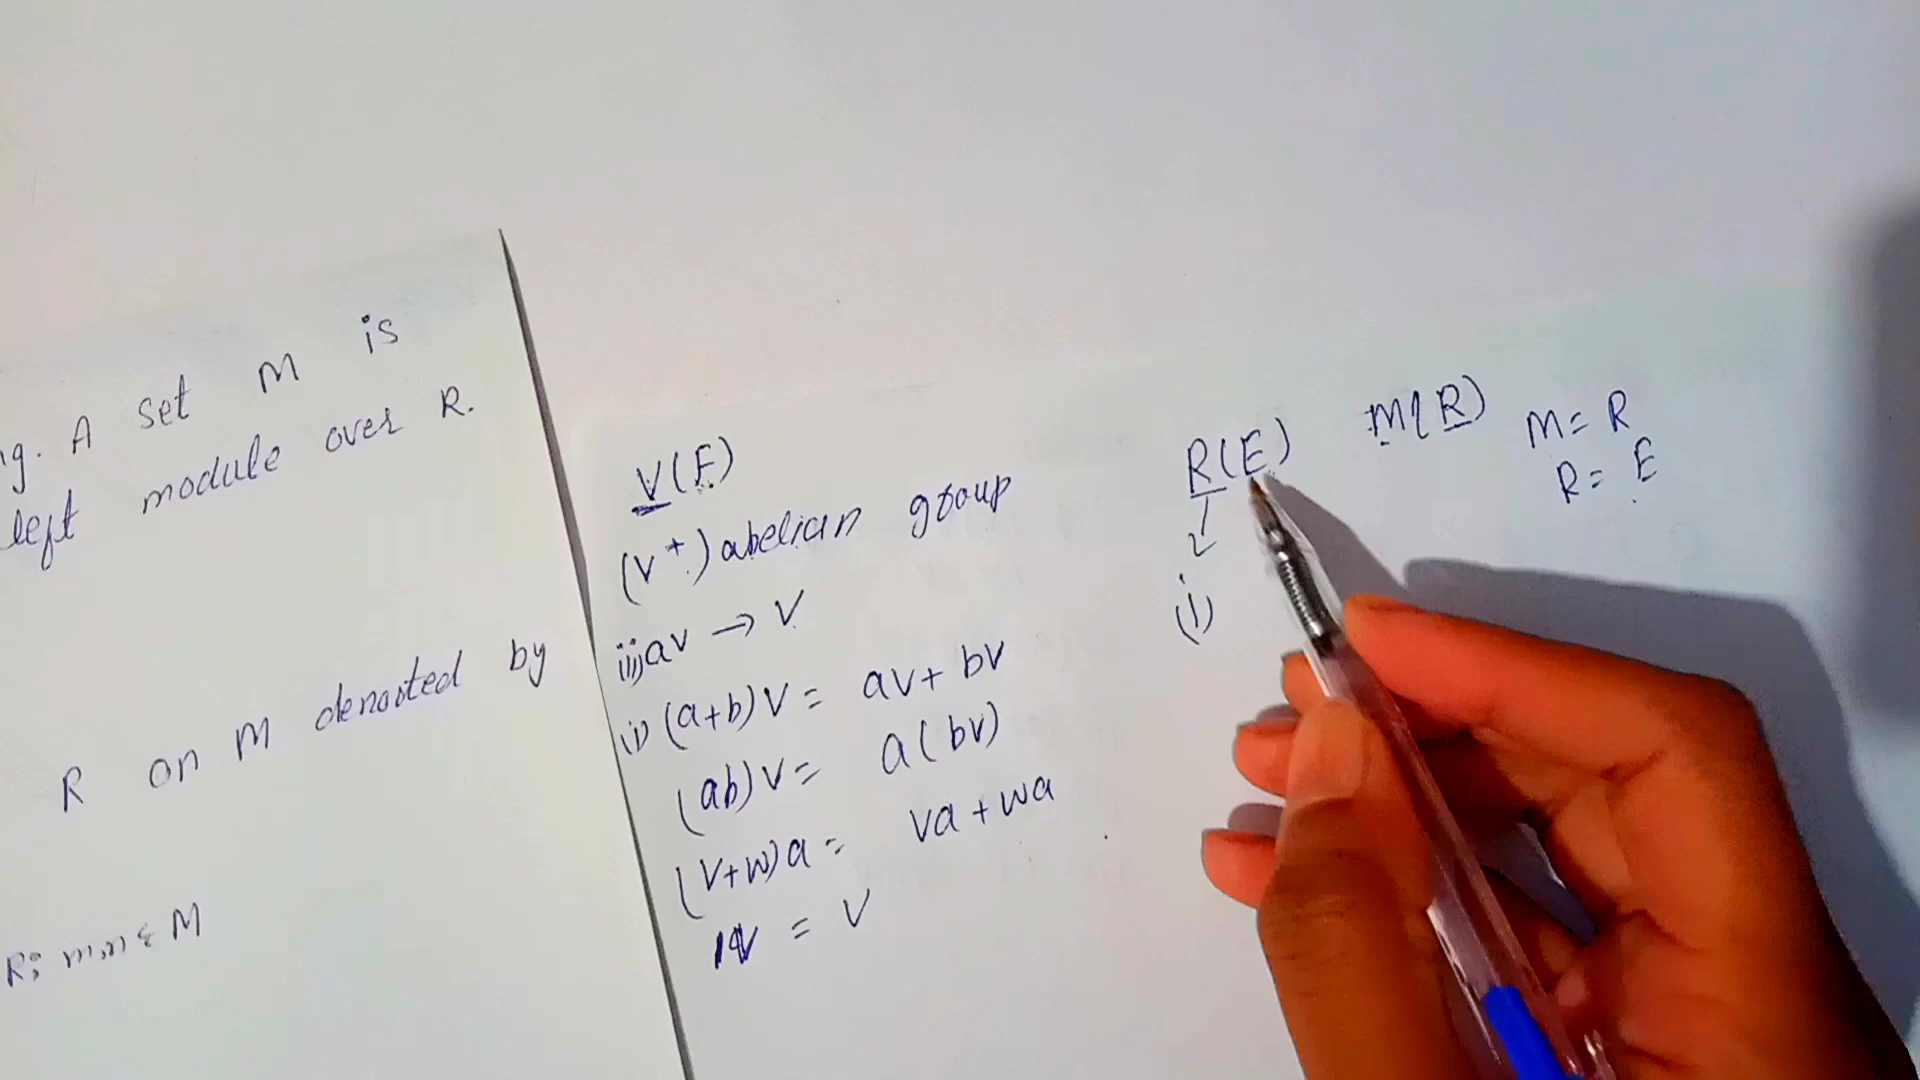 g. A set M is
left module over R.
R on M denoted by
R; m,n ε M
V(F)
(V+) abelian group
ii) av → V
i) (a+b)V = av + bv
(ab)V = a(bv)
(V+W)a = va + wa
1V = V
R(E)
(i)
M(R)
M = R
R = E